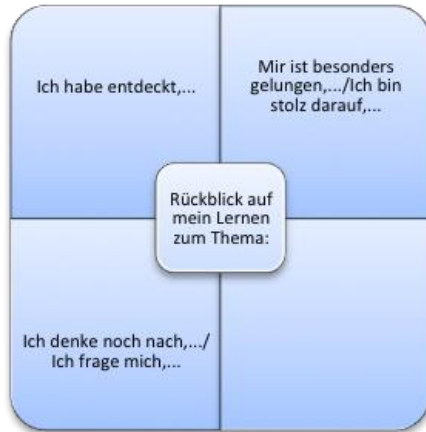 Ich habe entdeckt,...
Mir ist besonders
gelungen,.../Ich bin
stolz darauf,...
Rückblick auf
mein Lernen
zum Thema:
Ich denke noch nach,.../
Ich frage mich,...